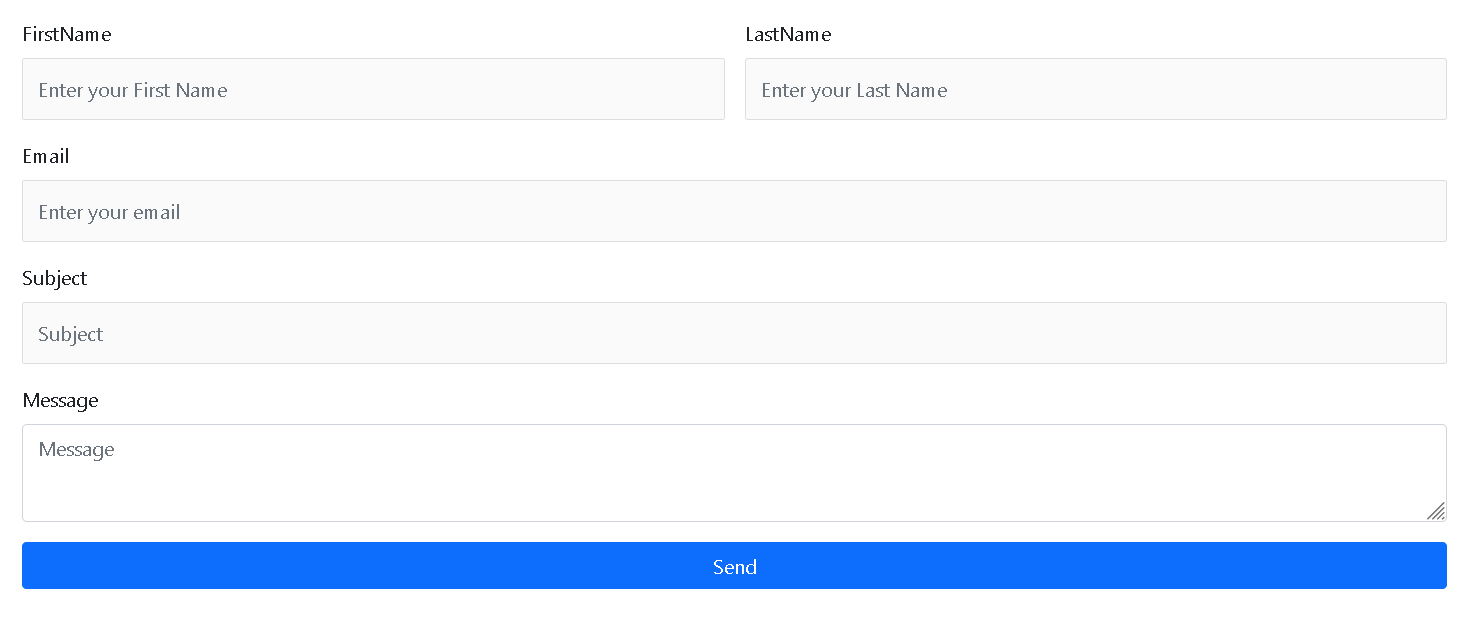 FirstName LastName
Enter your First Name Enter your Last Name
Email
Enter your email
Subject
Subject
Message
Message
Send